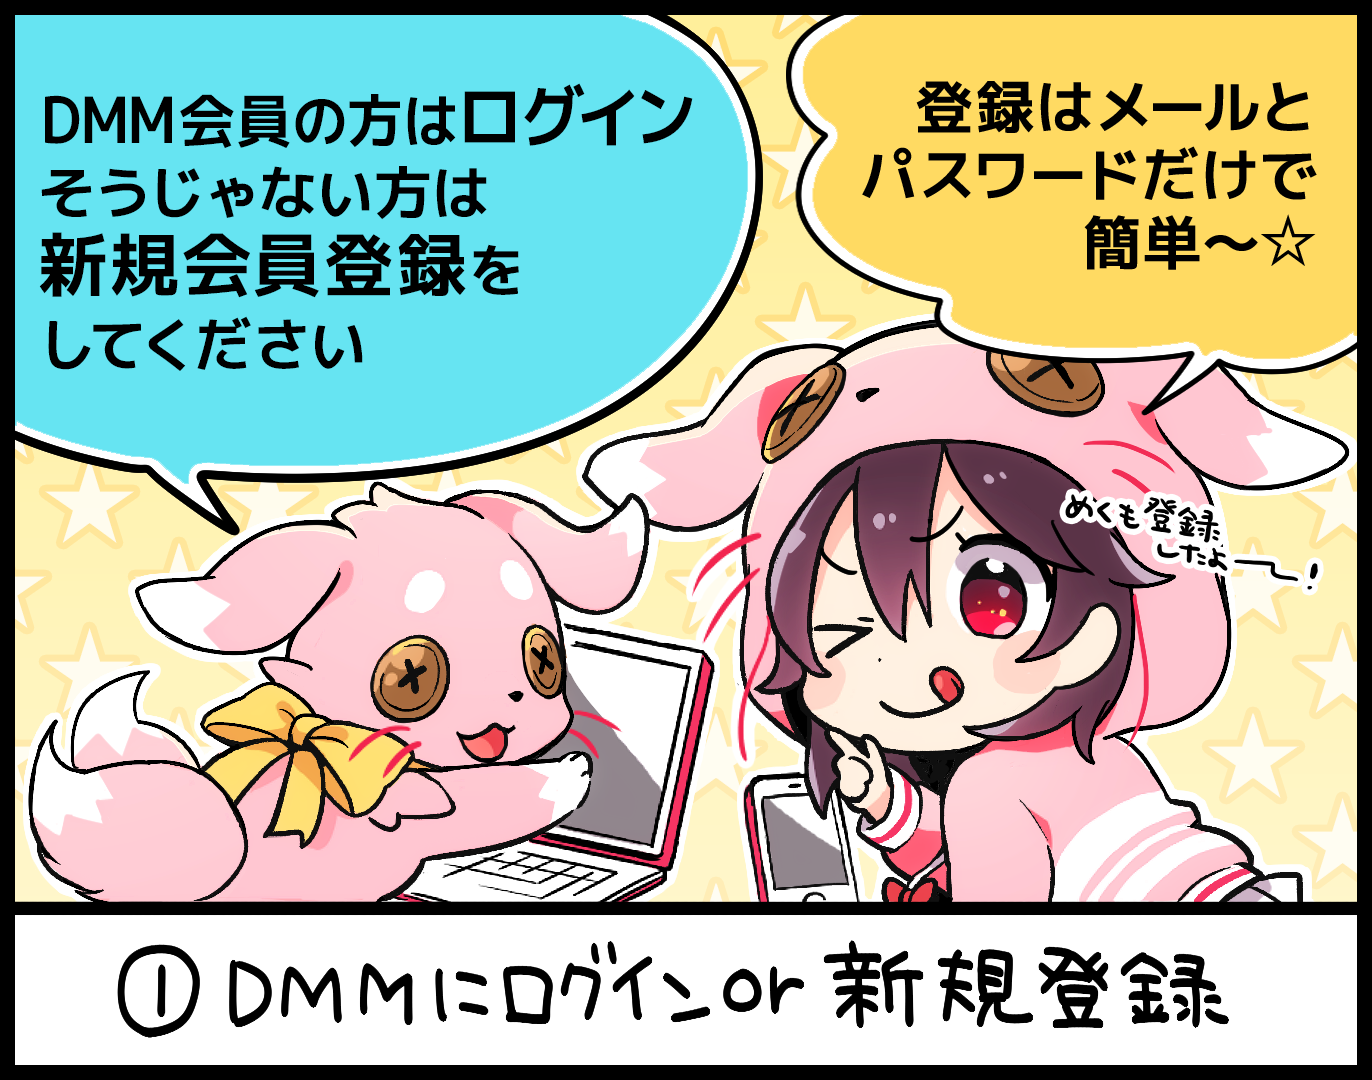 DMM会員の方はログイン
そうじゃない方は
新規会員登録を
してください
登録はメールと
パスワードだけで
簡単～☆
めくも登録
したよー～！
①DMMにログインor新規登録